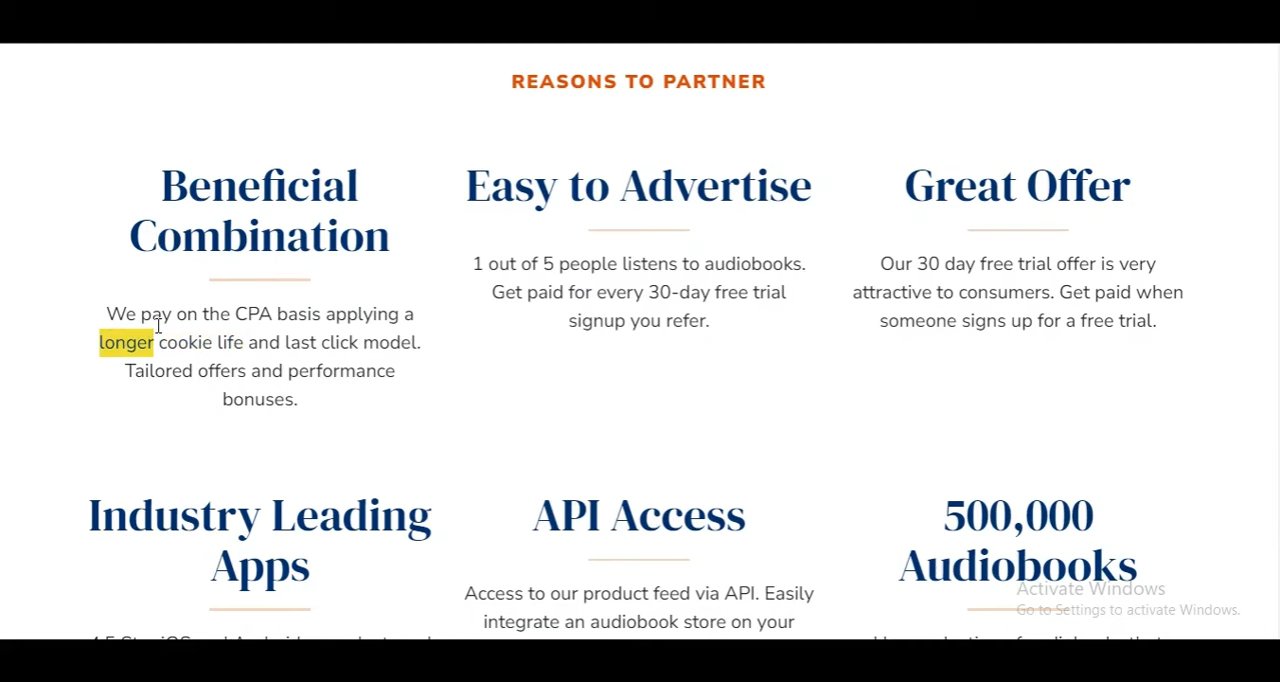 REASONS TO PARTNER
Beneficial
Combination
We pay on the CPA basis applying a
longer cookie life and last click model.
Tailored offers and performance
bonuses.
Easy to Advertise
1 out of 5 people listens to audiobooks.
Get paid for every 30-day free trial
signup you refer.
Great Offer
Our 30 day free trial offer is very
attractive to consumers. Get paid when
someone signs up for a free trial.
Industry Leading
Apps
API Access
Access to our product feed via API. Easily
integrate an audiobook store on your
500,000
Audiobooks
Activate Windows
Go to Settings to activate Windows.